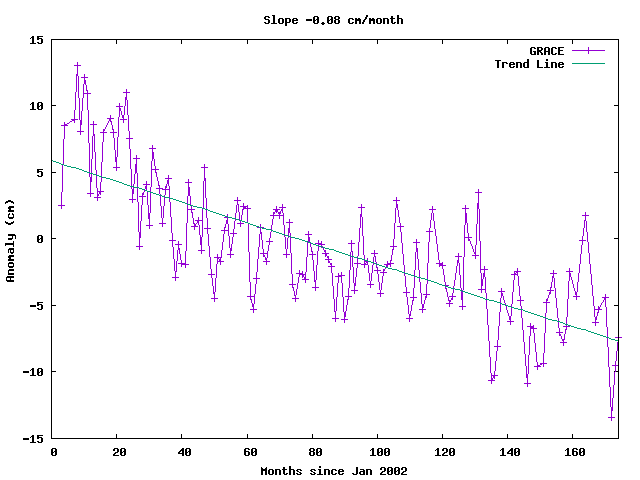 Slope -0.08 cm/month
15
10
5
0
-5
-10
-15
Anomaly (cm)
GRACE
Trend Line
0 20 40 60 80 100 120 140 160
Months since Jan 2002